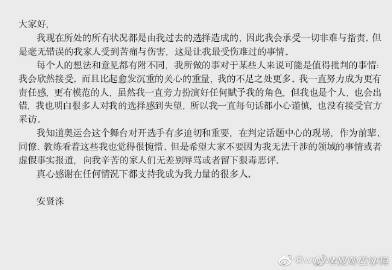 大家好,
我现在所处的所有状况都是由我过去的选择造成的, 因此我会承受一切非难与指责。但
是毫无错误的我家人受到苦痛与伤害, 这是让我最受伤难过的事情。
每个人的想法和意见都有所不同, 我所做的事对于某些人来说可能是值得批判的事情:
我会欣然接受。而且比起愈发沉重的关心的重量, 我的不足之处更多。我一直努力成为更有
责任感, 更有模范的人, 虽然我一直劳力扮演好任何赋予我的角色, 但我也是个人, 也会出
错, 我也明白很多人对我的选择感到失望, 所以我一直每句话都小心谨慎, 也没有接受官方
采访。
我知道奥运会这个舞台对开选手有多迫切和重要, 在判定话题中心的现场, 作为前辈、
同僚、教练看着这些我也觉得很惋惜。但是希望大家不要因为我无法干涉的领域的事情或者
虚假事实报道, 向我辛苦的家人们无差别辱骂或者留下狠毒恶评。
真心感谢在任何情况下都支持我成为我力量的很多人。
安贤洙